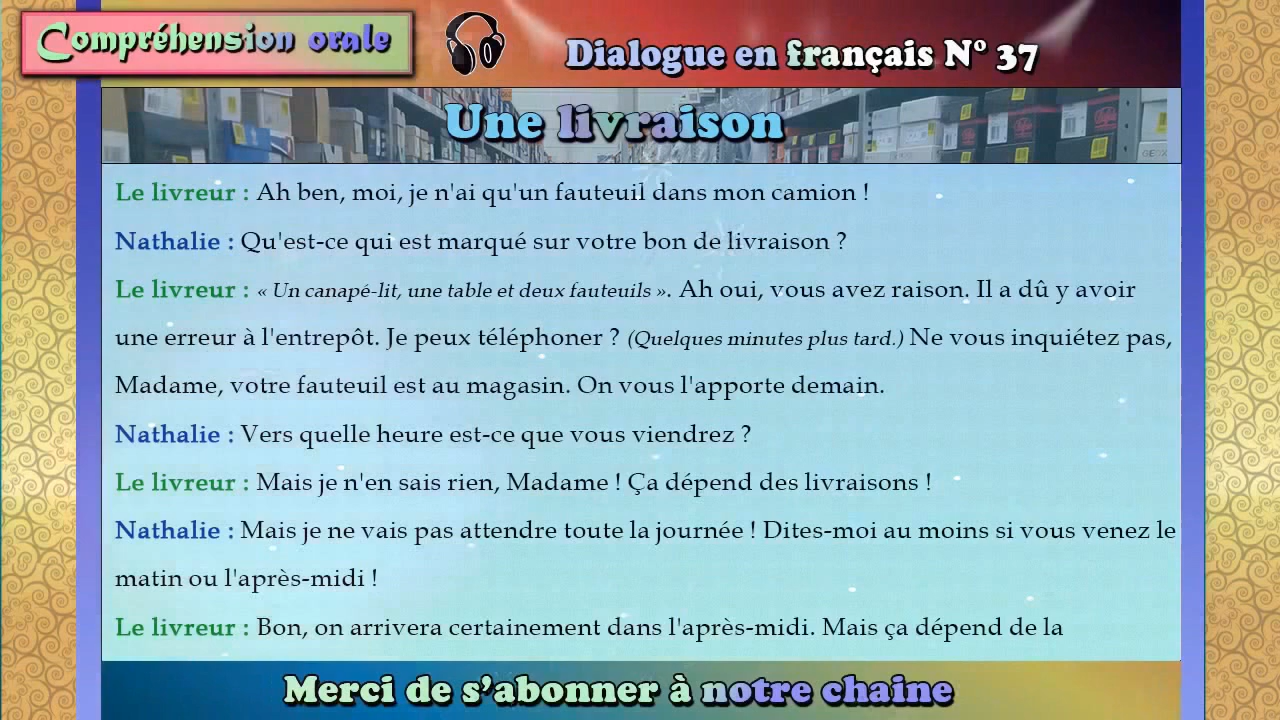 Compréhension orale
Dialogue en français N° 37
Une livraison
Le livreur : Ah ben, moi, je n'ai qu'un fauteuil dans mon camion !
Nathalie : Qu'est-ce qui est marqué sur votre bon de livraison ?
Le livreur : « Un canapé-lit, une table et deux fauteuils ». Ah oui, vous avez raison. Il a dû y avoir
une erreur à l'entrepôt. Je peux téléphoner ? (Quelques minutes plus tard.) Ne vous inquiétez pas,
Madame, votre fauteuil est au magasin. On vous l'apporte demain.
Nathalie : Vers quelle heure est-ce que vous viendrez ?
Le livreur : Mais je n'en sais rien, Madame ! Ça dépend des livraisons !
Nathalie : Mais je ne vais pas attendre toute la journée ! Dites-moi au moins si vous venez le
matin ou l'après-midi !
Le livreur : Bon, on arrivera certainement dans l'après-midi. Mais ça dépend de la
Merci de s'abonner à notre chaine